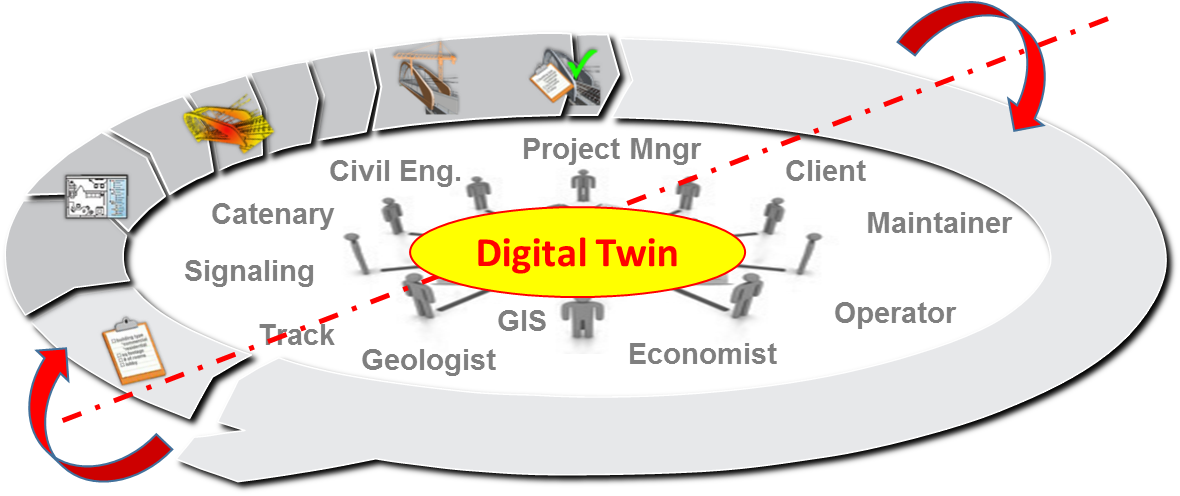 Project Mngr
Civil Eng.
Client
Catenary
Maintainer
Digital Twin
Signaling
Operator
GIS
Track
Geologist
Economist